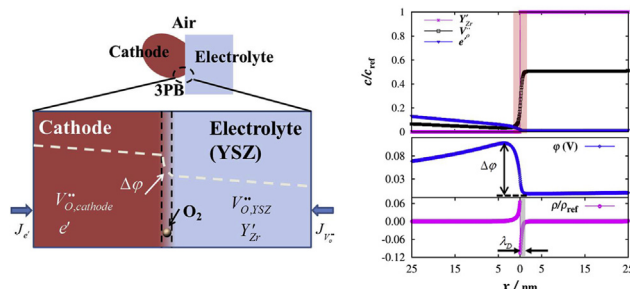 Air
Cathode
Electrolyte
3PB
Cathode
Electrolyte
(YSZ)
Δφ
V··O,cathode
e′
O₂
V··O,YSZ
Y′Zr
Je′
JVo··
c/cref
Y′Zr
V··O
e′
1
0.8
0.6
0.4
0.2
0
φ (V)
0.08
0.03
Δφ
ρ/ρref
0.06
0.00
-0.06
-0.12
λD
25 15 5 0 5 15 25
x / nm